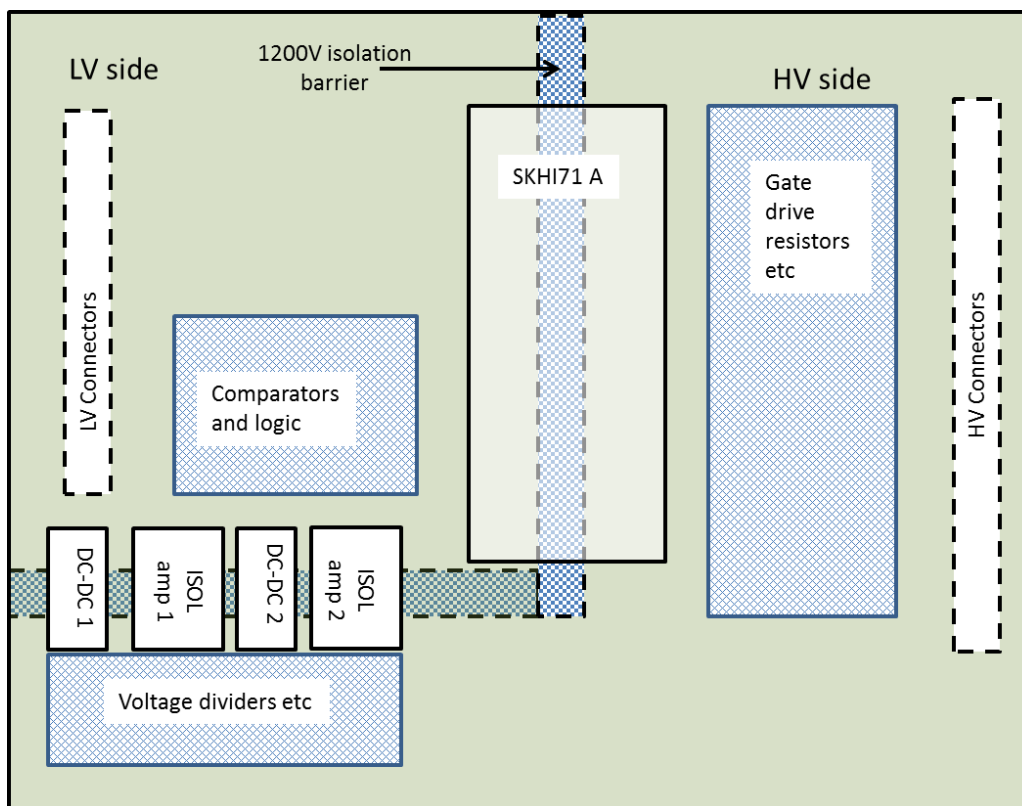 LV side
1200V isolation
barrier
HV side
SKHI71 A
Gate
drive
resistors
etc
LV Connectors
HV Connectors
Comparators
and logic
DC-DC 1
ISOL
amp 1
DC-DC 2
ISOL
amp 2
Voltage dividers etc